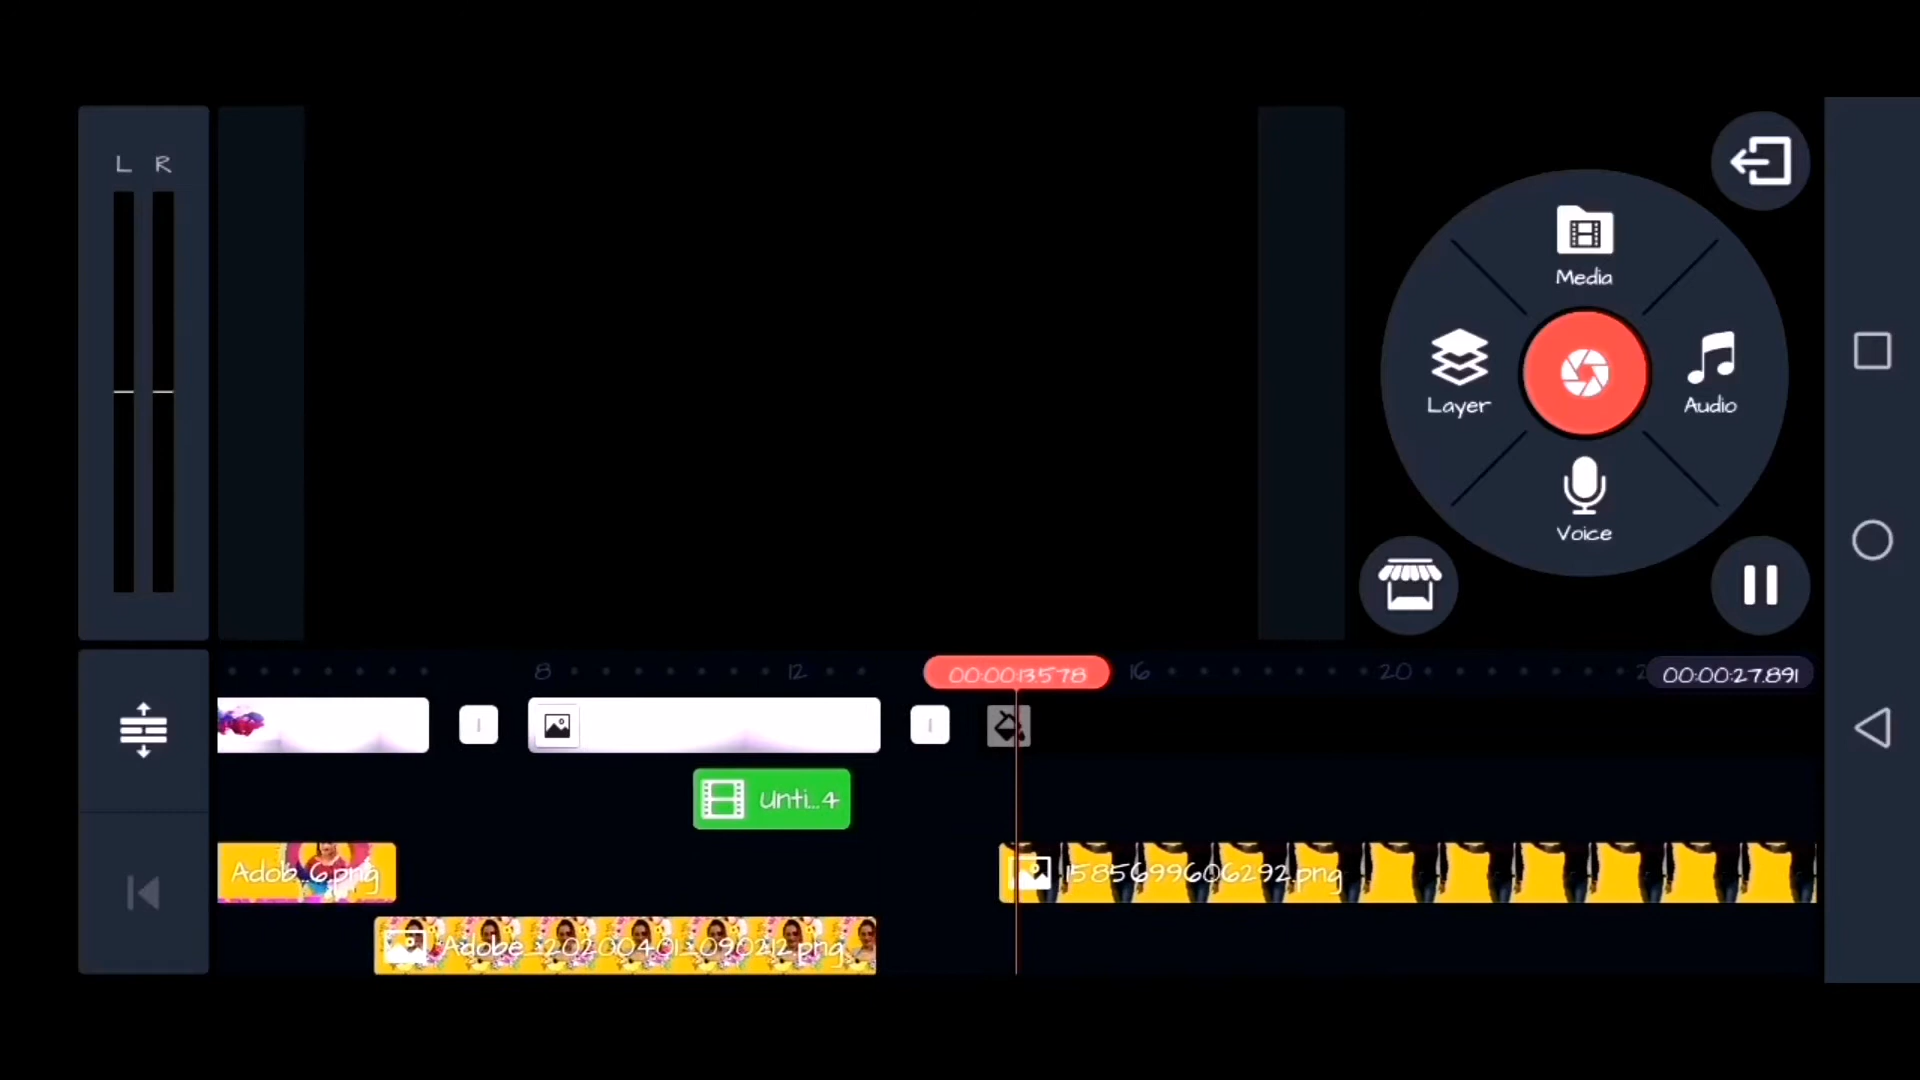 L R
Media
Layer
Audio
Voice
8
12
00:00:13.578
16
20
00:00:27.891
Unti...4
Adob...6.png
1585699606292.png
Adobe_20200401_090212.png